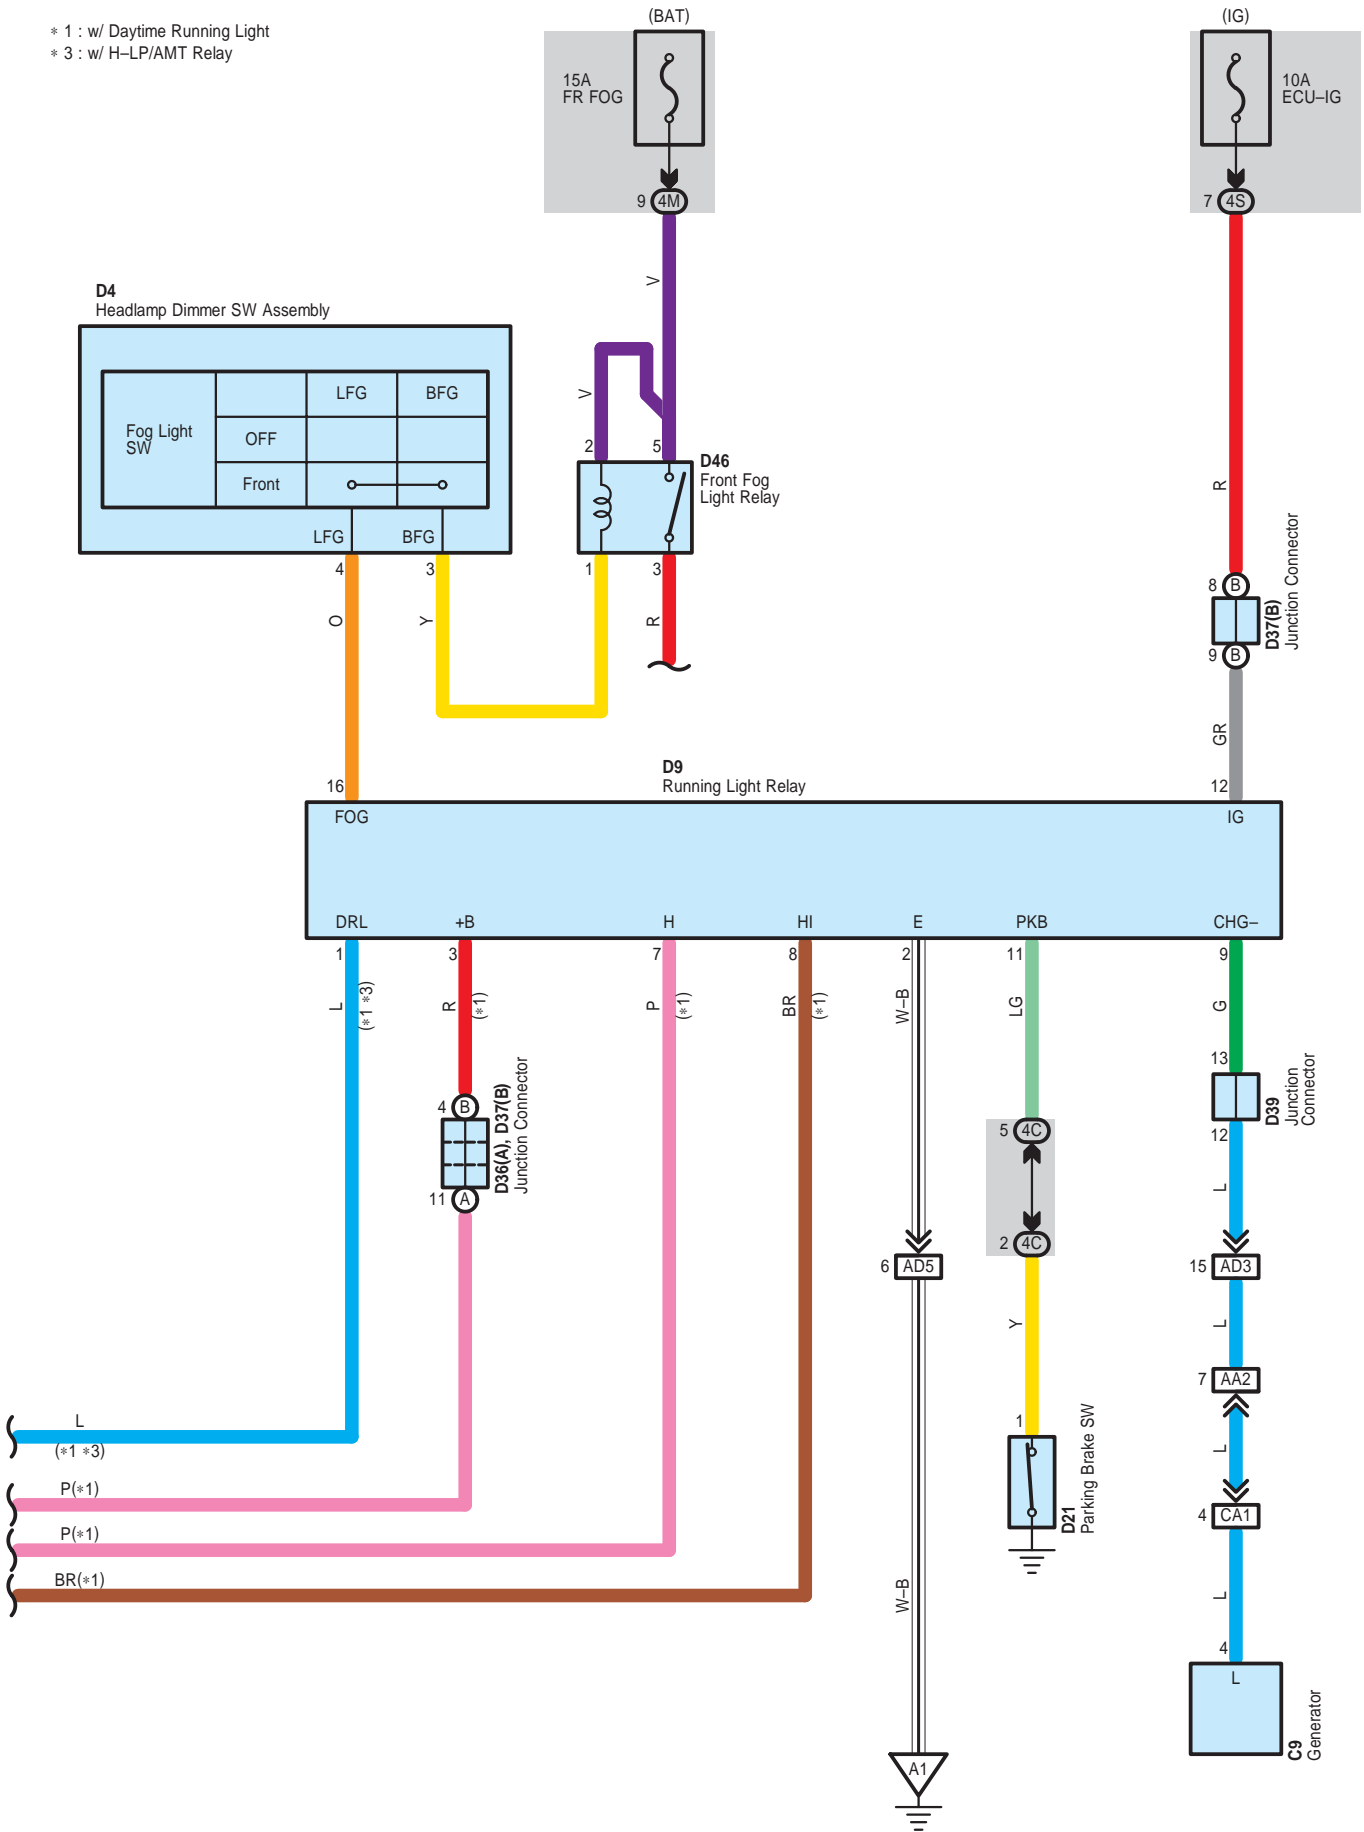 ∗ 1 : w/ Daytime Running Light
∗ 3 : w/ H–LP/AMT Relay
(BAT)
(IG)
15A
FR FOG
10A
ECU–IG
9
4M
7
4S
V
D4
Headlamp Dimmer SW Assembly
LFG
BFG
Fog Light
SW
OFF
Front
LFG
BFG
4
3
O
Y
V
2
5
D46
Front Fog
Light Relay
1
3
R
R
8
B
D37(B)
Junction Connector
9
B
GR
D9
Running Light Relay
16
12
FOG
IG
DRL
+B
H
HI
E
PKB
CHG–
1
3
7
8
2
11
9
L
(∗1 ∗3)
R
(∗1)
P
(∗1)
BR
(∗1)
W–B
LG
G
4
B
D36(A), D37(B)
Junction Connector
11
A
5
4C
2
4C
13
D39
Junction
Connector
12
L
6
AD5
15
AD3
Y
L
7
AA2
L
1
D21
Parking Brake SW
4
CA1
L
(∗1 ∗3)
P(∗1)
P(∗1)
BR(∗1)
W–B
L
4
L
C9
Generator
A1